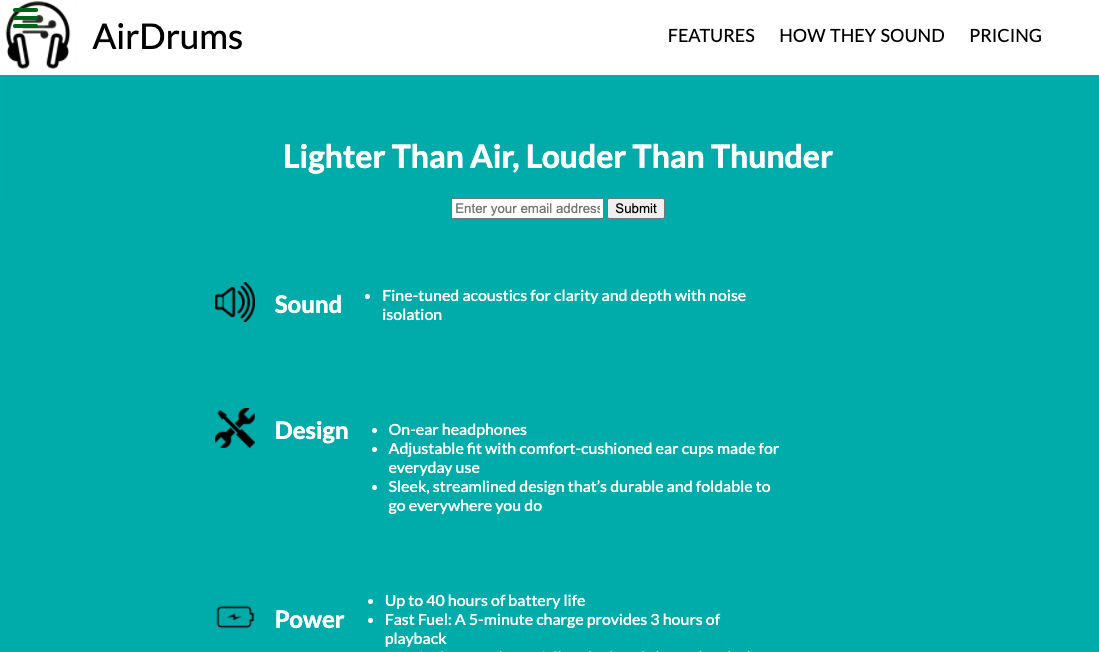 AirDrums
FEATURES HOW THEY SOUND PRICING
Lighter Than Air, Louder Than Thunder
Enter your email address Submit
Sound
Fine-tuned acoustics for clarity and depth with noise
isolation
Design
On-ear headphones
Adjustable fit with comfort-cushioned ear cups made for
everyday use
Sleek, streamlined design that’s durable and foldable to
go everywhere you do
Power
Up to 40 hours of battery life
Fast Fuel: A 5-minute charge provides 3 hours of
playback